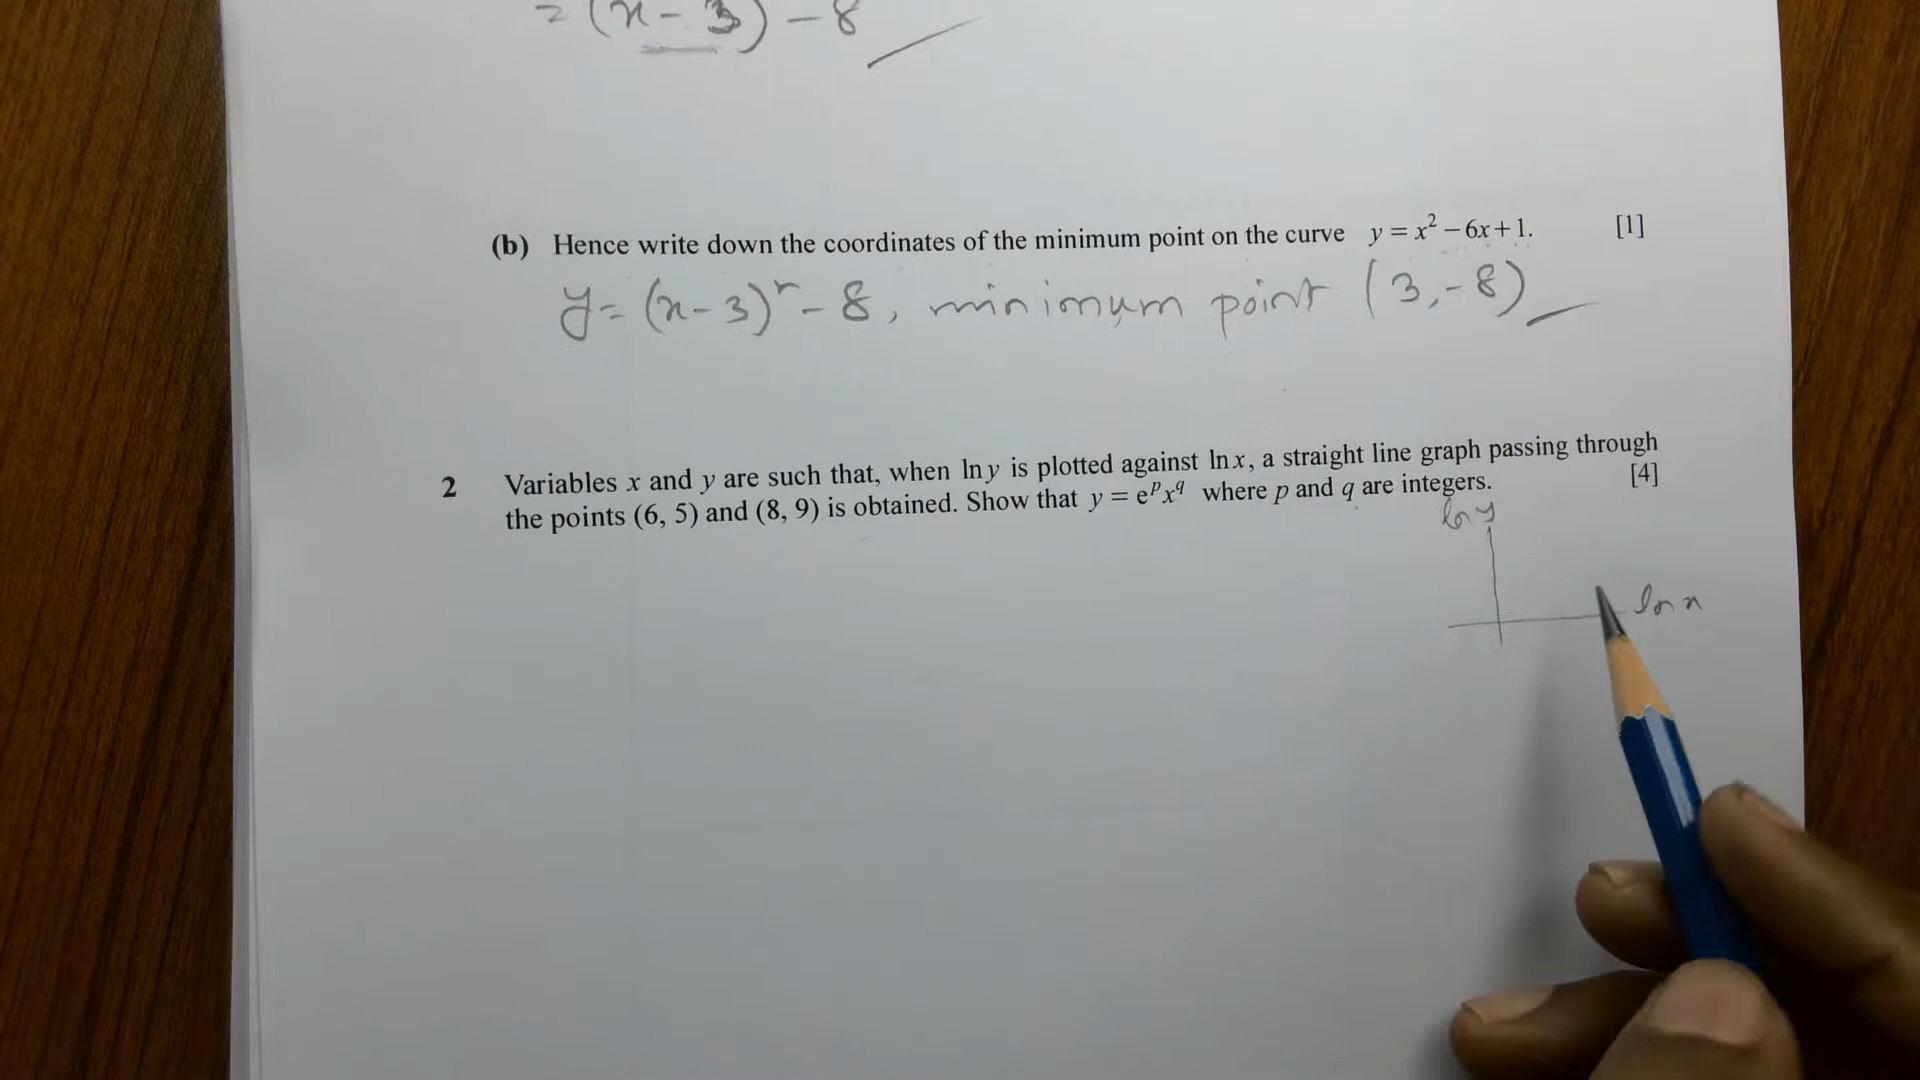 = (x - 3) - 8
(b) Hence write down the coordinates of the minimum point on the curve y = x² − 6x + 1. [1]
y = (x - 3)² - 8, minimum point (3, -8)
2 Variables x and y are such that, when ln y is plotted against ln x, a straight line graph passing through
the points (6, 5) and (8, 9) is obtained. Show that y = eᵖx^q where p and q are integers. [4]
ln y
ln x